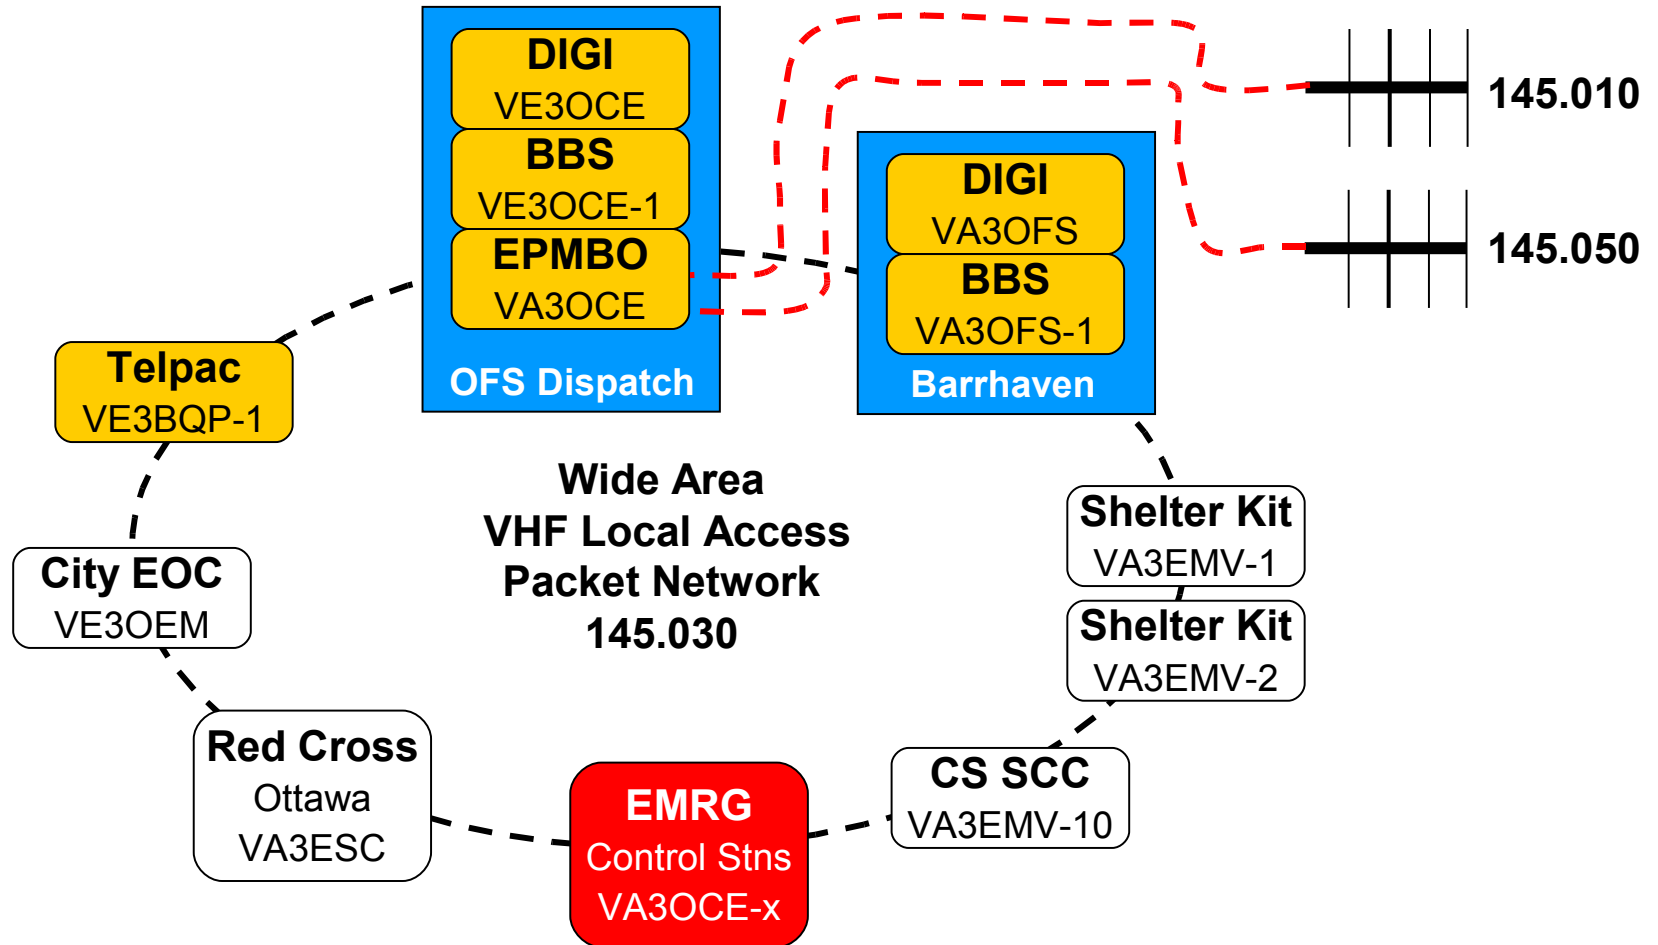 DIGI
VE3OCE
BBS
VE3OCE-1
EPMBO
VA3OCE
OFS Dispatch
DIGI
VA3OFS
BBS
VA3OFS-1
Barrhaven
145.010
145.050
Telpac
VE3BQP-1
Wide Area
VHF Local Access
Packet Network
145.030
City EOC
VE3OEM
Shelter Kit
VA3EMV-1
Shelter Kit
VA3EMV-2
Red Cross
Ottawa
VA3ESC
EMRG
Control Stns
VA3OCE-x
CS SCC
VA3EMV-10